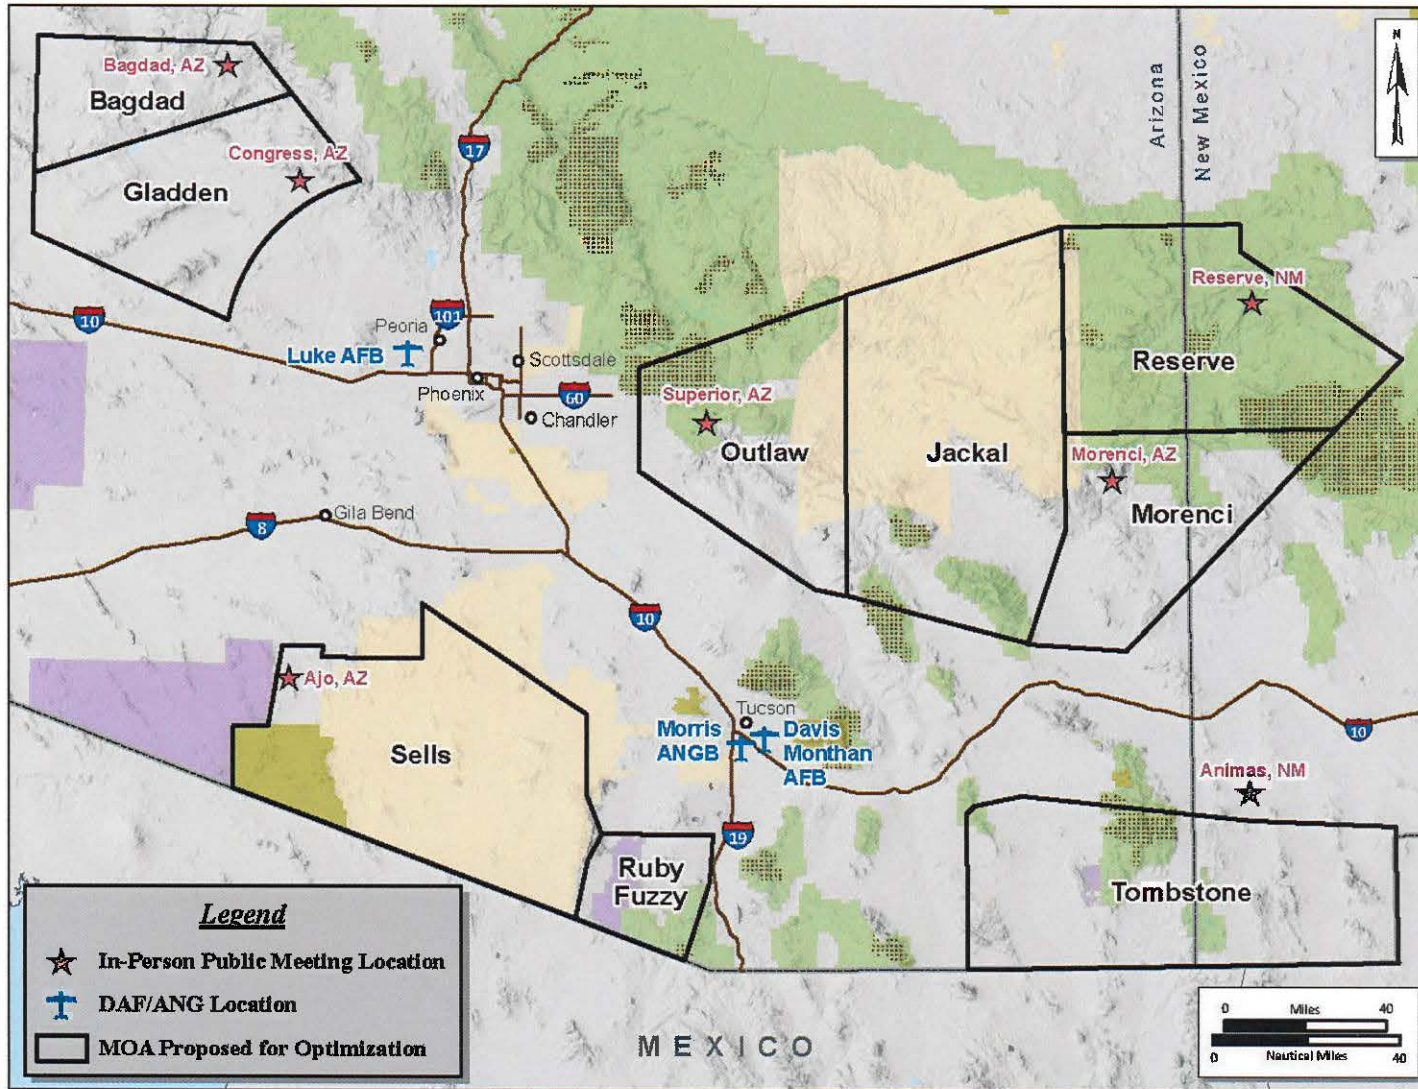 N
Bagdad, AZ
Bagdad
Congress, AZ
Gladden
17
Arizona
New Mexico
10
Peoria
101
Luke AFB
Scottsdale
Phoenix
60
Chandler
Reserve, NM
Reserve
Superior, AZ
Outlaw
Jackal
Morenci, AZ
Morenci
Gila Bend
8
10
Ajo, AZ
Sells
Tucson
Morris
ANGB
Davis
Monthan
AFB
10
Animas, NM
19
Ruby
Fuzzy
Tombstone
Legend
In-Person Public Meeting Location
DAF/ANG Location
MOA Proposed for Optimization
MEXICO
0 Miles 40
0 Nautical Miles 40